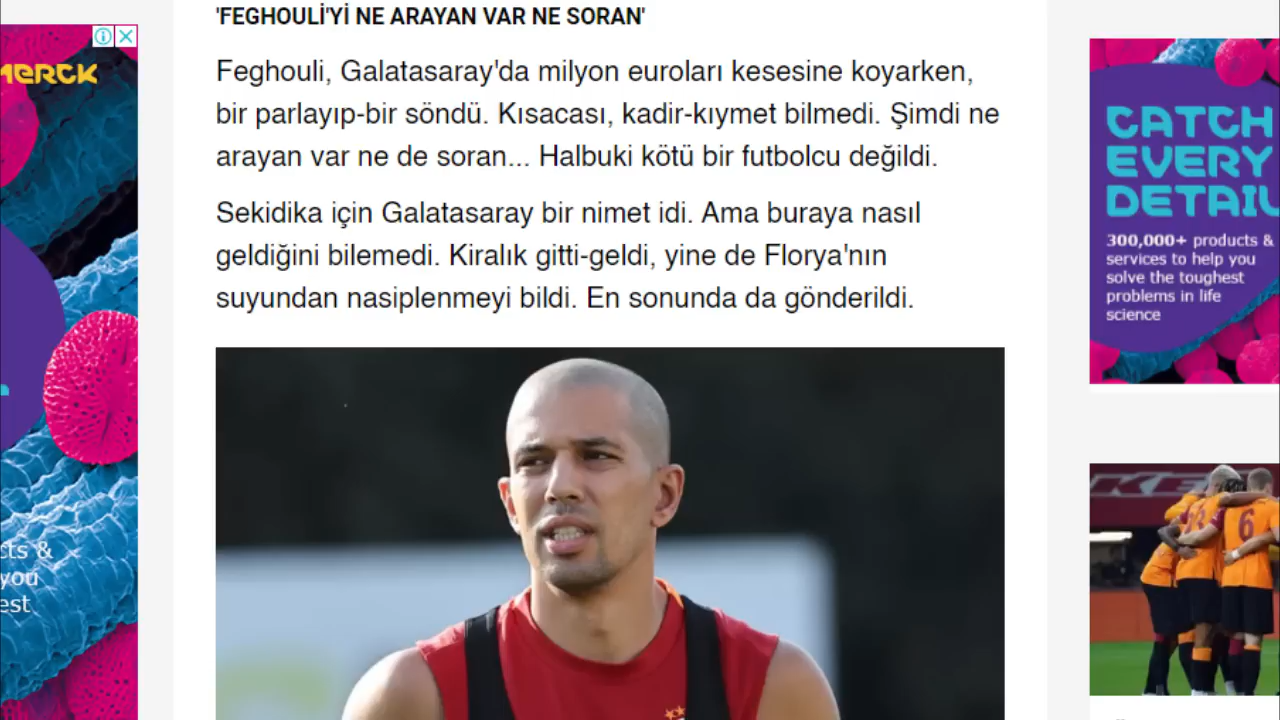 'FEGHOULİ'Yİ NE ARAYAN VAR NE SORAN'
Feghouli, Galatasaray'da milyon euroları kesesine koyarken,
bir parlayıp-bir söndü. Kısacası, kadir-kıymet bilmedi. Şimdi ne
arayan var ne de soran... Halbuki kötü bir futbolcu değildi.
Sekidika için Galatasaray bir nimet idi. Ama buraya nasıl
geldiğini bilemedi. Kiralık gitti-geldi, yine de Florya'nın
suyundan nasiplenmeyi bildi. En sonunda da gönderildi.
MERCK
&
you
CATCH
EVERY
DETAIL
300,000+ products &
services to help you
solve the toughest
problems in life
science
6